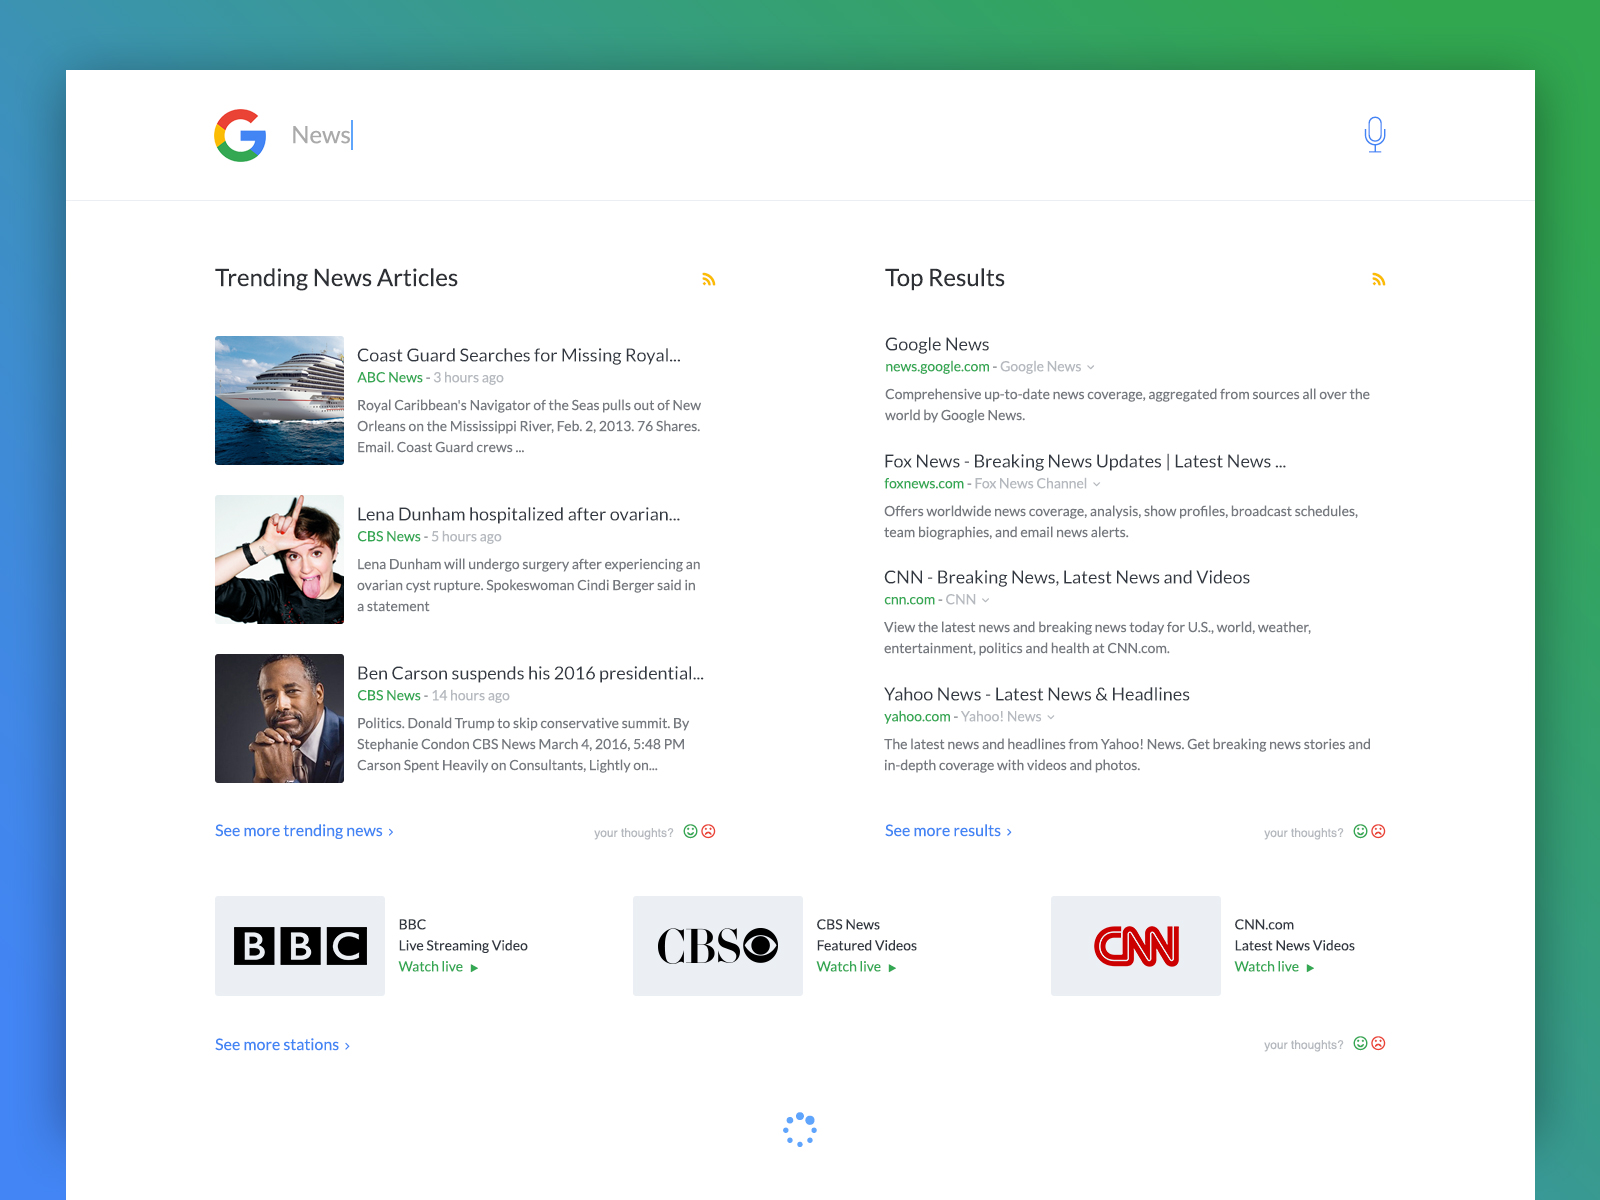 G News
Trending News Articles
Coast Guard Searches for Missing Royal...
ABC News - 3 hours ago
Royal Caribbean's Navigator of the Seas pulls out of New
Orleans on the Mississippi River, Feb. 2, 2013. 76 Shares.
Email. Coast Guard crews ...
Lena Dunham hospitalized after ovarian...
CBS News - 5 hours ago
Lena Dunham will undergo surgery after experiencing an
ovarian cyst rupture. Spokeswoman Cindi Berger said in
a statement
Ben Carson suspends his 2016 presidential...
CBS News - 14 hours ago
Politics. Donald Trump to skip conservative summit. By
Stephanie Condon CBS News March 4, 2016, 5:48 PM
Carson Spent Heavily on Consultants, Lightly on...
See more trending news ›
your thoughts?
Top Results
Google News
news.google.com - Google News
Comprehensive up-to-date news coverage, aggregated from sources all over the
world by Google News.
Fox News - Breaking News Updates | Latest News ...
foxnews.com - Fox News Channel
Offers worldwide news coverage, analysis, show profiles, broadcast schedules,
team biographies, and email news alerts.
CNN - Breaking News, Latest News and Videos
cnn.com - CNN
View the latest news and breaking news today for U.S., world, weather,
entertainment, politics and health at CNN.com.
Yahoo News - Latest News & Headlines
yahoo.com - Yahoo! News
The latest news and headlines from Yahoo! News. Get breaking news stories and
in-depth coverage with videos and photos.
See more results ›
your thoughts?
BBC
BBC
Live Streaming Video
Watch live
CBS
CBS News
Featured Videos
Watch live
CNN
CNN.com
Latest News Videos
Watch live
See more stations ›
your thoughts?